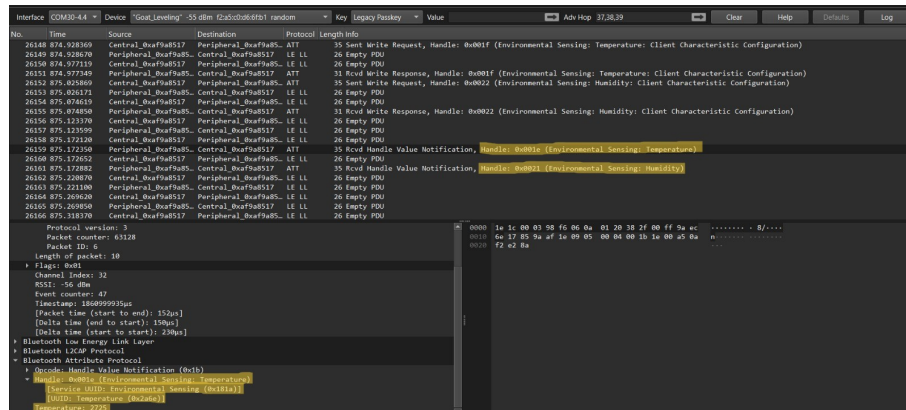 Interface COM30-4.4 Device "Goat_Leveling" -55 dBm f2:a5:c0:d6:6f:b1 random Key Legacy Passkey Value Adv Hop 37,38,39 Clear Help Defaults Log
No. Time Source Destination Protocol Length Info
26148 874.928369 Central_0xaf9a8517 Peripheral_0xaf9a85… ATT 35 Sent Write Request, Handle: 0x001f (Environmental Sensing: Temperature: Client Characteristic Configuration)
26149 874.928670 Peripheral_0xaf9a85… Central_0xaf9a8517 LE LL 26 Empty PDU
26150 874.977119 Central_0xaf9a8517 Peripheral_0xaf9a85… LE LL 26 Empty PDU
26151 874.977349 Peripheral_0xaf9a85… Central_0xaf9a8517 ATT 31 Rcvd Write Response, Handle: 0x001f (Environmental Sensing: Temperature: Client Characteristic Configuration)
26152 875.025869 Central_0xaf9a8517 Peripheral_0xaf9a85… ATT 35 Sent Write Request, Handle: 0x0022 (Environmental Sensing: Humidity: Client Characteristic Configuration)
26153 875.026171 Peripheral_0xaf9a85… Central_0xaf9a8517 LE LL 26 Empty PDU
26154 875.074619 Central_0xaf9a8517 Peripheral_0xaf9a85… LE LL 26 Empty PDU
26155 875.074850 Peripheral_0xaf9a85… Central_0xaf9a8517 ATT 31 Rcvd Write Response, Handle: 0x0022 (Environmental Sensing: Humidity: Client Characteristic Configuration)
26156 875.123370 Central_0xaf9a8517 Peripheral_0xaf9a85… LE LL 26 Empty PDU
26157 875.123599 Peripheral_0xaf9a85… Central_0xaf9a8517 LE LL 26 Empty PDU
26158 875.172120 Central_0xaf9a8517 Peripheral_0xaf9a85… LE LL 26 Empty PDU
26159 875.172350 Peripheral_0xaf9a85… Central_0xaf9a8517 ATT 35 Rcvd Handle Value Notification, Handle: 0x001e (Environmental Sensing: Temperature)
26160 875.172652 Central_0xaf9a8517 Peripheral_0xaf9a85… LE LL 26 Empty PDU
26161 875.172882 Peripheral_0xaf9a85… Central_0xaf9a8517 ATT 35 Rcvd Handle Value Notification, Handle: 0x0021 (Environmental Sensing: Humidity)
26162 875.220870 Central_0xaf9a8517 Peripheral_0xaf9a85… LE LL 26 Empty PDU
26163 875.221100 Peripheral_0xaf9a85… Central_0xaf9a8517 LE LL 26 Empty PDU
26164 875.269620 Central_0xaf9a8517 Peripheral_0xaf9a85… LE LL 26 Empty PDU
26165 875.269850 Peripheral_0xaf9a85… Central_0xaf9a8517 LE LL 26 Empty PDU
26166 875.318370 Central_0xaf9a8517 Peripheral_0xaf9a85… LE LL 26 Empty PDU
Protocol version: 3
Packet counter: 63128
Packet ID: 6
Length of packet: 10
Flags: 0x01
Channel Index: 32
RSSI: -56 dBm
Event counter: 47
Timestamp: 1860999935µs
[Packet time (start to end): 152µs]
[Delta time (end to start): 150µs]
[Delta time (start to start): 230µs]
Bluetooth Low Energy Link Layer
Bluetooth L2CAP Protocol
Bluetooth Attribute Protocol
Opcode: Handle Value Notification (0x1b)
Handle: 0x001e (Environmental Sensing: Temperature)
[Service UUID: Environmental Sensing (0x181a)]
[UUID: Temperature (0x2a6e)]
Temperature: 2725
0000 1e 1c 00 03 98 f6 06 0a 01 20 38 2f 00 ff 9a ec ········ · 8/····
0010 6e 17 85 9a af 1e 09 05 00 04 00 1b 1e 00 a5 0a n······· ········
0020 f2 e2 8a ···